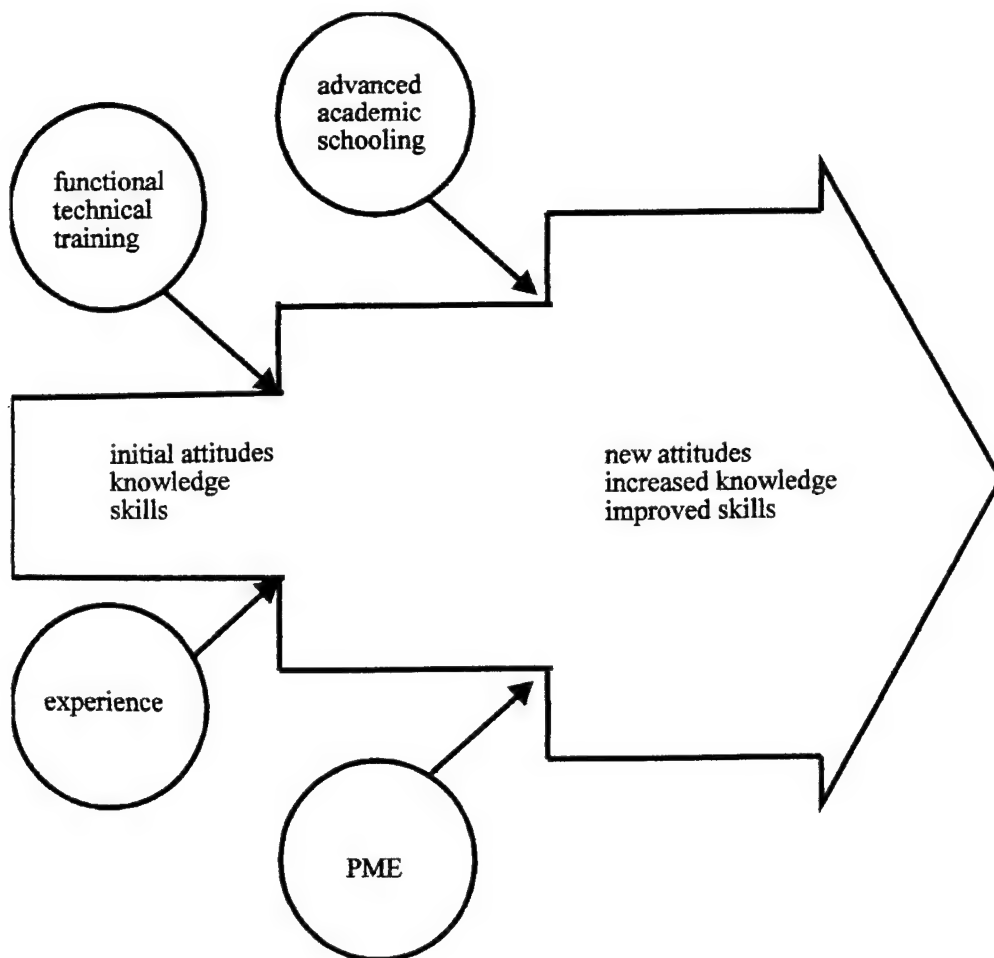 advanced
academic
schooling
functional
technical
training
initial attitudes
knowledge
skills
new attitudes
increased knowledge
improved skills
experience
PME